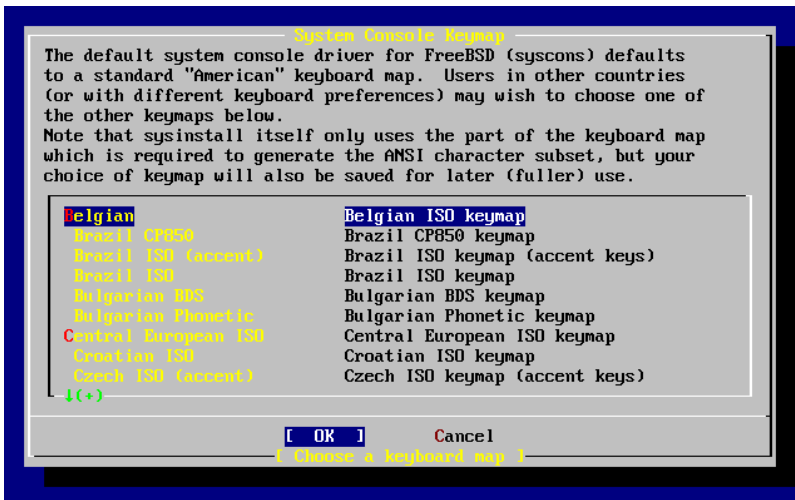 System Console Keymap
The default system console driver for FreeBSD (syscons) defaults
to a standard "American" keyboard map.  Users in other countries
(or with different keyboard preferences) may wish to choose one of
the other keymaps below.
Note that sysinstall itself only uses the part of the keyboard map
which is required to generate the ANSI character subset, but your
choice of keymap will also be saved for later (fuller) use.
Belgian Belgian ISO keymap
Brazil CP850 Brazil CP850 keymap
Brazil ISO (accent) Brazil ISO keymap (accent keys)
Brazil ISO Brazil ISO keymap
Bulgarian BDS Bulgarian BDS keymap
Bulgarian Phonetic Bulgarian Phonetic keymap
Central European ISO Central European ISO keymap
Croatian ISO Croatian ISO keymap
Czech ISO (accent) Czech ISO keymap (accent keys)
↓(+)
[ OK ] Cancel
[ Choose a keyboard map ]